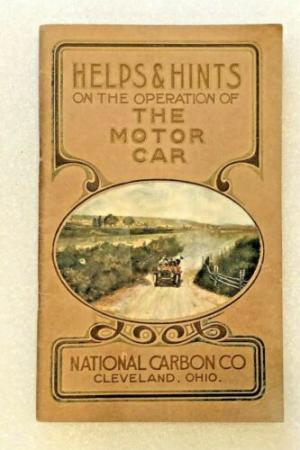 HELPS & HINTS
ON THE OPERATION OF
THE
MOTOR
CAR
NATIONAL CARBON CO
CLEVELAND, OHIO.